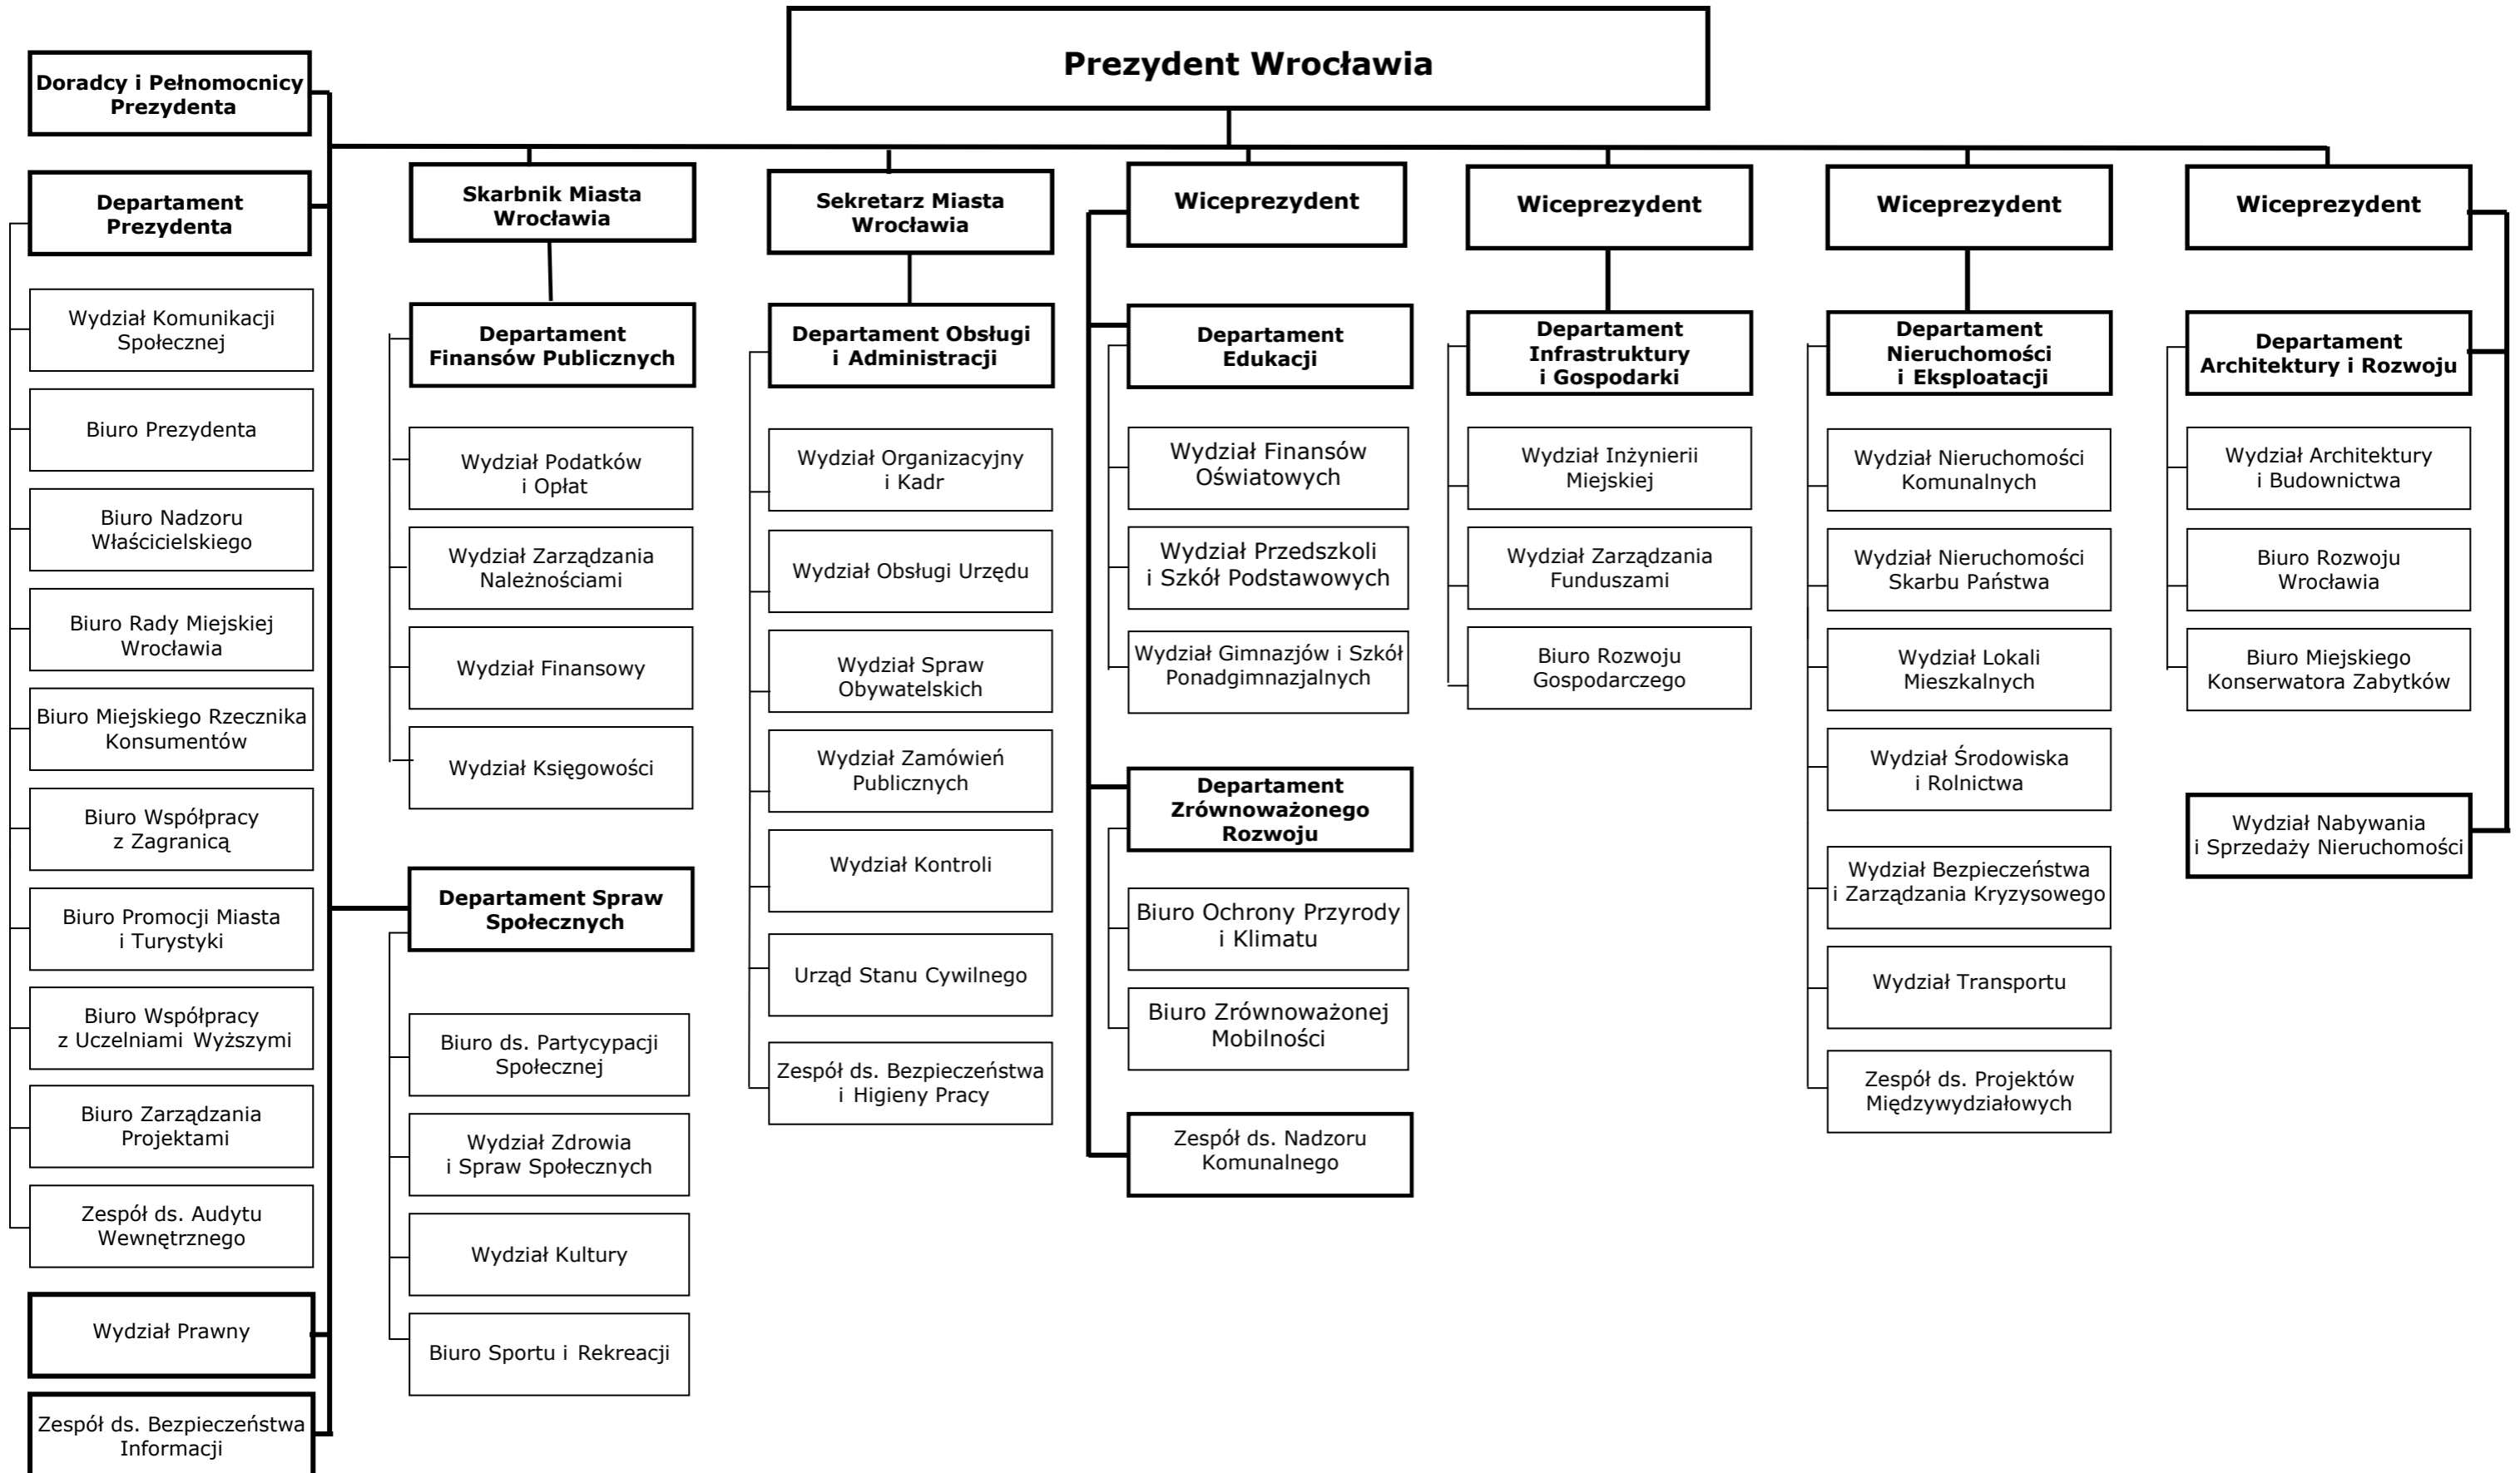 Prezydent Wrocławia
Doradcy i Pełnomocnicy
Prezydenta
Departament
Prezydenta
Wydział Komunikacji
Społecznej
Biuro Prezydenta
Biuro Nadzoru
Właścicielskiego
Biuro Rady Miejskiej
Wrocławia
Biuro Miejskiego Rzecznika
Konsumentów
Biuro Współpracy
z Zagranicą
Biuro Promocji Miasta
i Turystyki
Biuro Współpracy
z Uczelniami Wyższymi
Biuro Zarządzania
Projektami
Zespół ds. Audytu
Wewnętrznego
Wydział Prawny
Zespół ds. Bezpieczeństwa
Informacji
Skarbnik Miasta
Wrocławia
Departament
Finansów Publicznych
Wydział Podatków
i Opłat
Wydział Zarządzania
Należnościami
Wydział Finansowy
Wydział Księgowości
Departament Spraw
Społecznych
Biuro ds. Partycypacji
Społecznej
Wydział Zdrowia
i Spraw Społecznych
Wydział Kultury
Biuro Sportu i Rekreacji
Sekretarz Miasta
Wrocławia
Departament Obsługi
i Administracji
Wydział Organizacyjny
i Kadr
Wydział Obsługi Urzędu
Wydział Spraw
Obywatelskich
Wydział Zamówień
Publicznych
Wydział Kontroli
Urząd Stanu Cywilnego
Zespół ds. Bezpieczeństwa
i Higieny Pracy
Wiceprezydent
Departament
Edukacji
Wydział Finansów
Oświatowych
Wydział Przedszkoli
i Szkół Podstawowych
Wydział Gimnazjów i Szkół
Ponadgimnazjalnych
Departament
Zrównoważonego
Rozwoju
Biuro Ochrony Przyrody
i Klimatu
Biuro Zrównoważonej
Mobilności
Zespół ds. Nadzoru
Komunalnego
Wiceprezydent
Departament
Infrastruktury
i Gospodarki
Wydział Inżynierii
Miejskiej
Wydział Zarządzania
Funduszami
Biuro Rozwoju
Gospodarczego
Wiceprezydent
Departament
Nieruchomości
i Eksploatacji
Wydział Nieruchomości
Komunalnych
Wydział Nieruchomości
Skarbu Państwa
Wydział Lokali
Mieszkalnych
Wydział Środowiska
i Rolnictwa
Wydział Bezpieczeństwa
i Zarządzania Kryzysowego
Wydział Transportu
Zespół ds. Projektów
Międzywydziałowych
Wiceprezydent
Departament
Architektury i Rozwoju
Wydział Architektury
i Budownictwa
Biuro Rozwoju
Wrocławia
Biuro Miejskiego
Konserwatora Zabytków
Wydział Nabywania
i Sprzedaży Nieruchomości